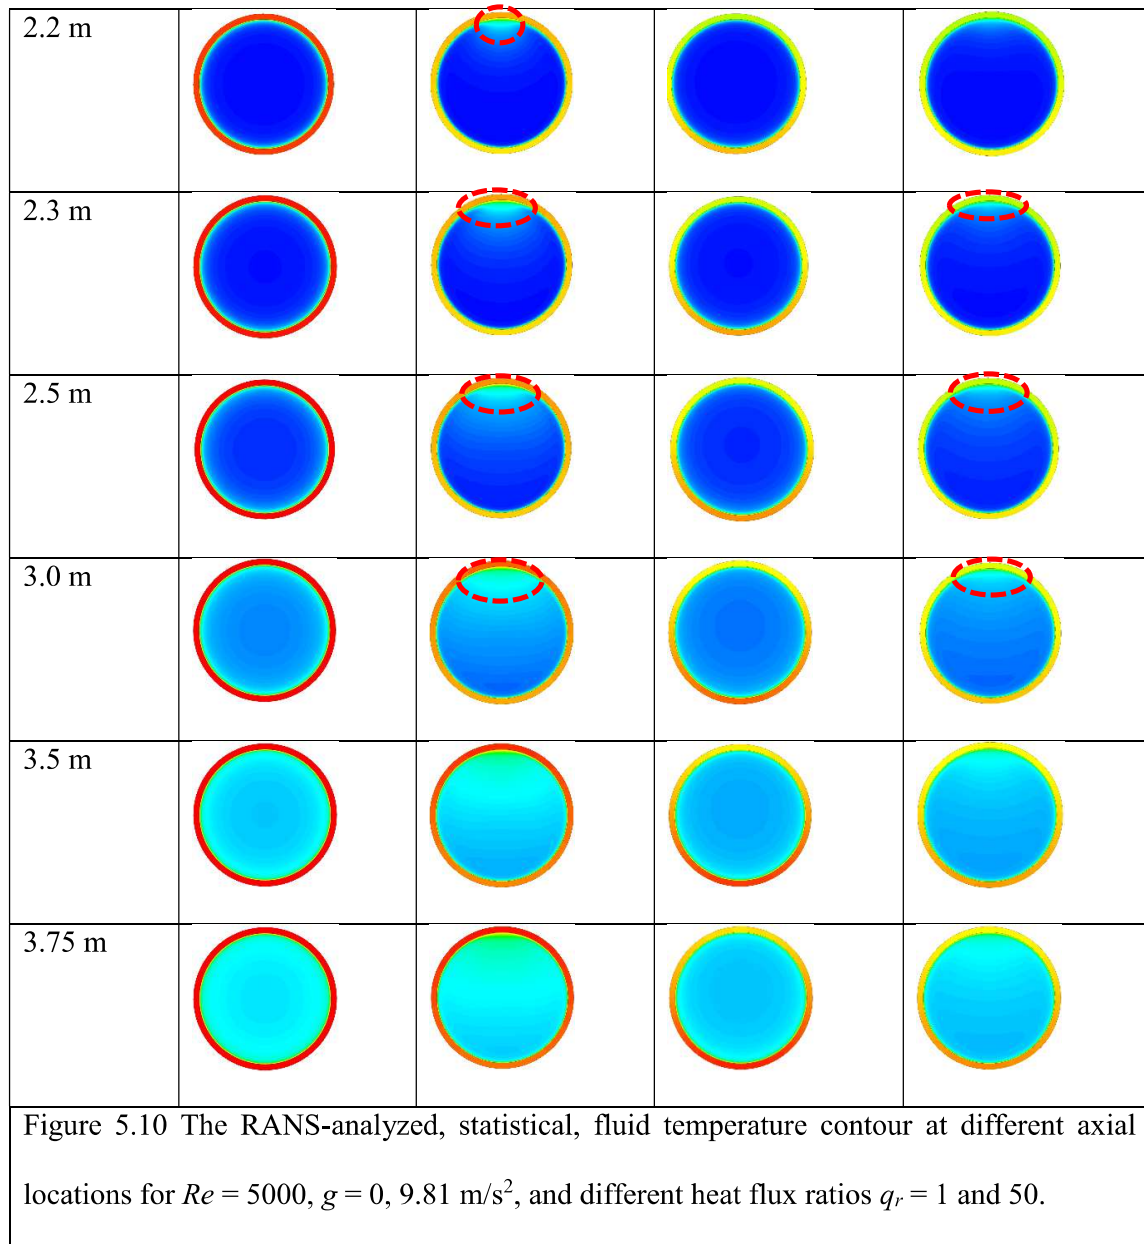 2.2 m
2.3 m
2.5 m
3.0 m
3.5 m
3.75 m
Figure 5.10 The RANS-analyzed, statistical, fluid temperature contour at different axial
locations for Re = 5000, g = 0, 9.81 m/s², and different heat flux ratios qᵣ = 1 and 50.